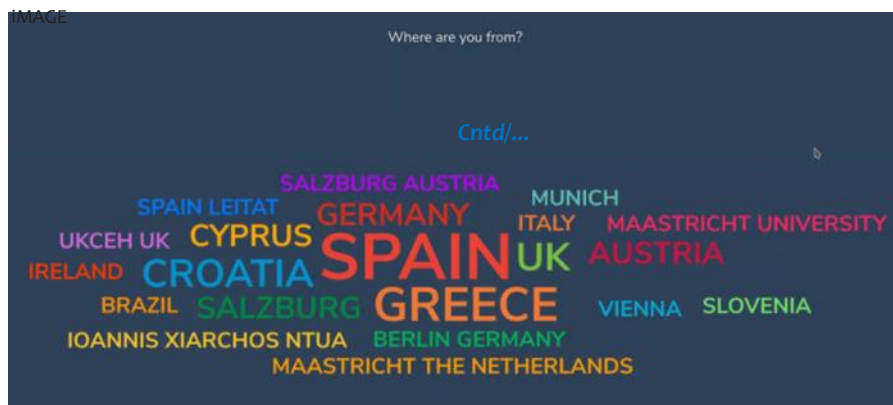 IMAGE
Where are you from?
Cntd/...
SALZBURG AUSTRIA
SPAIN LEITAT
GERMANY
MUNICH
ITALY
MAASTRICHT UNIVERSITY
UKCEH UK
CYPRUS
SPAIN
UK
AUSTRIA
IRELAND
CROATIA
BRAZIL
SALZBURG
GREECE
VIENNA
SLOVENIA
IOANNIS XIARCHOS NTUA
BERLIN GERMANY
MAASTRICHT THE NETHERLANDS